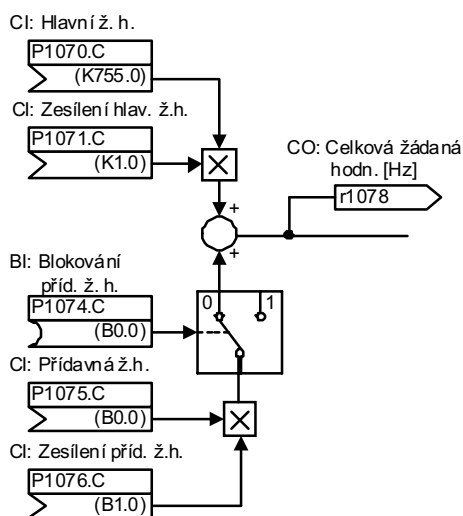 CI: Hlavní ž. h.
P1070.C
(K755.0)
CI: Zesílení hlav. ž.h.
P1071.C
(K1.0)
CO: Celková žádaná
hodn. [Hz]
r1078
+
+
BI: Blokování
příd. ž. h.
P1074.C
(B0.0)
0 1
CI: Přídavná ž.h.
P1075.C
(B0.0)
CI: Zesílení příd. ž.h.
P1076.C
(B1.0)